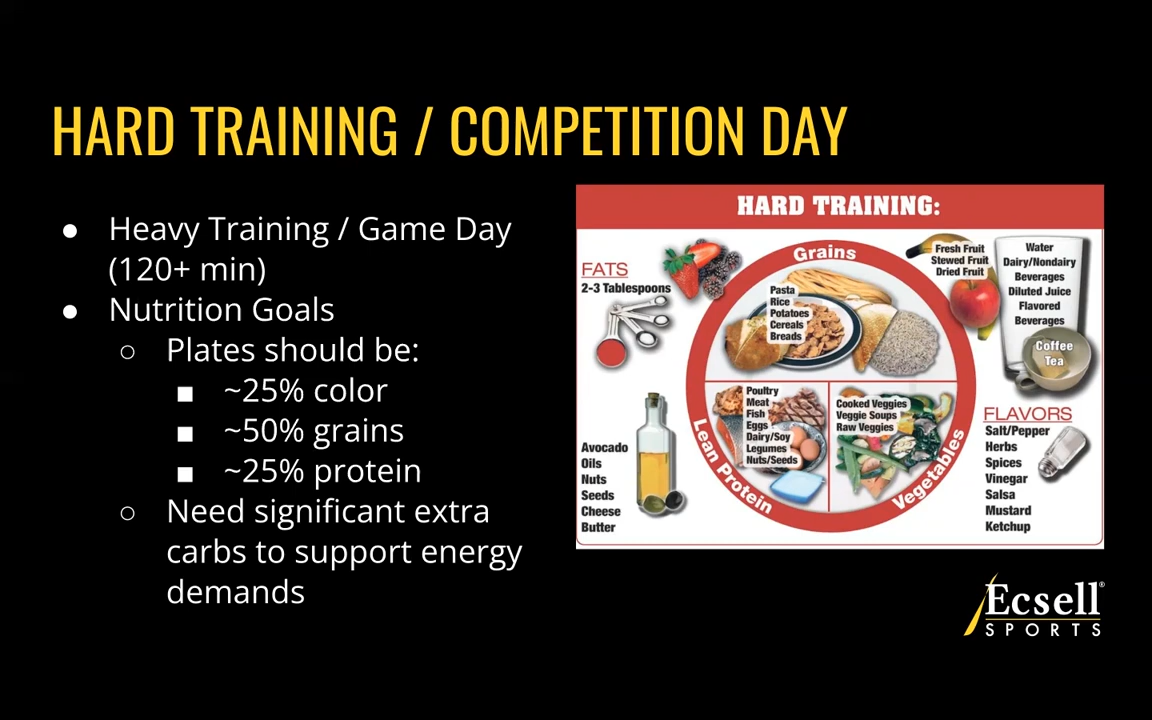 HARD TRAINING / COMPETITION DAY
● Heavy Training / Game Day
(120+ min)
● Nutrition Goals
○ Plates should be:
■ ~25% color
■ ~50% grains
■ ~25% protein
○ Need significant extra
carbs to support energy
demands
HARD TRAINING:
FATS
2-3 Tablespoons
Avocado
Oils
Nuts
Seeds
Cheese
Butter
Grains
Pasta
Rice
Potatoes
Cereals
Breads
Lean Protein
Poultry
Meat
Fish
Eggs
Dairy/Soy
Legumes
Nuts/Seeds
Vegetables
Cooked Veggies
Veggie Soups
Raw Veggies
Fresh Fruit
Stewed Fruit
Dried Fruit
Water
Dairy/Nondairy
Beverages
Diluted Juice
Flavored
Beverages
Coffee
Tea
FLAVORS
Salt/Pepper
Herbs
Spices
Vinegar
Salsa
Mustard
Ketchup
Ecsell®
SPORTS